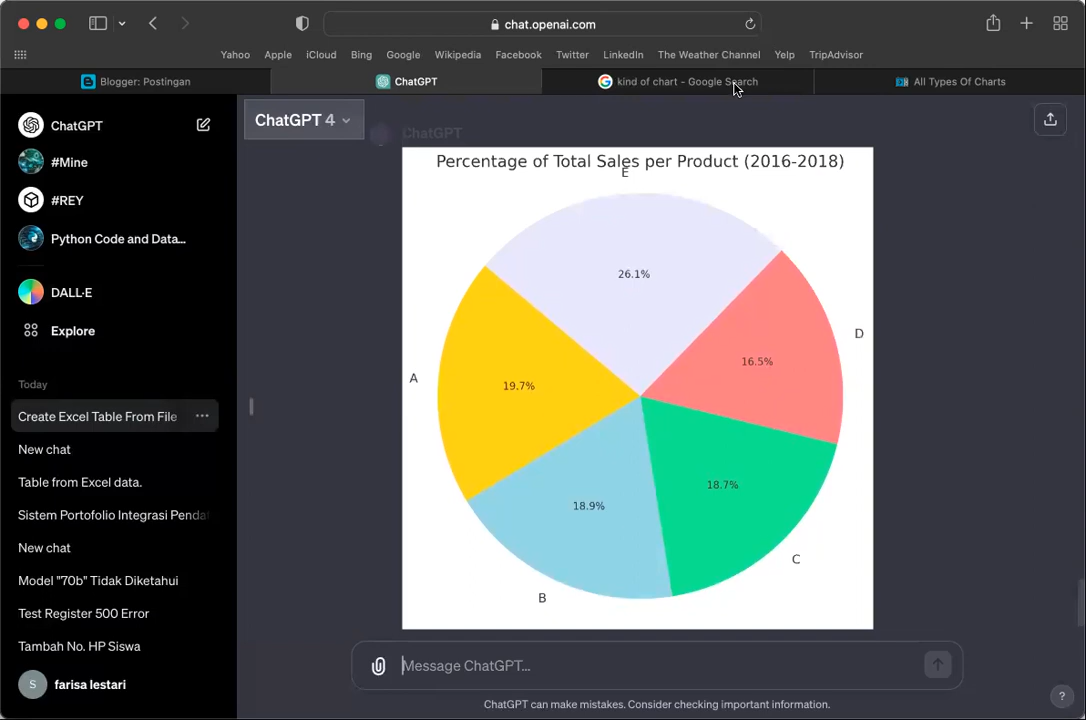 chat.openai.com
Yahoo Apple iCloud Bing Google Wikipedia Facebook Twitter LinkedIn The Weather Channel Yelp TripAdvisor
Blogger: Postingan
ChatGPT
kind of chart - Google Search
All Types Of Charts
ChatGPT
#Mine
#REY
Python Code and Data...
DALL·E
Explore
Today
Create Excel Table From File
New chat
Table from Excel data.
Sistem Portofolio Integrasi Penda
New chat
Model "70b" Tidak Diketahui
Test Register 500 Error
Tambah No. HP Siswa
S
farisa lestari
ChatGPT 4
ChatGPT
Percentage of Total Sales per Product (2016-2018)
E
26.1%
D
16.5%
A
19.7%
18.7%
18.9%
C
B
Message ChatGPT...
ChatGPT can make mistakes. Consider checking important information.
?